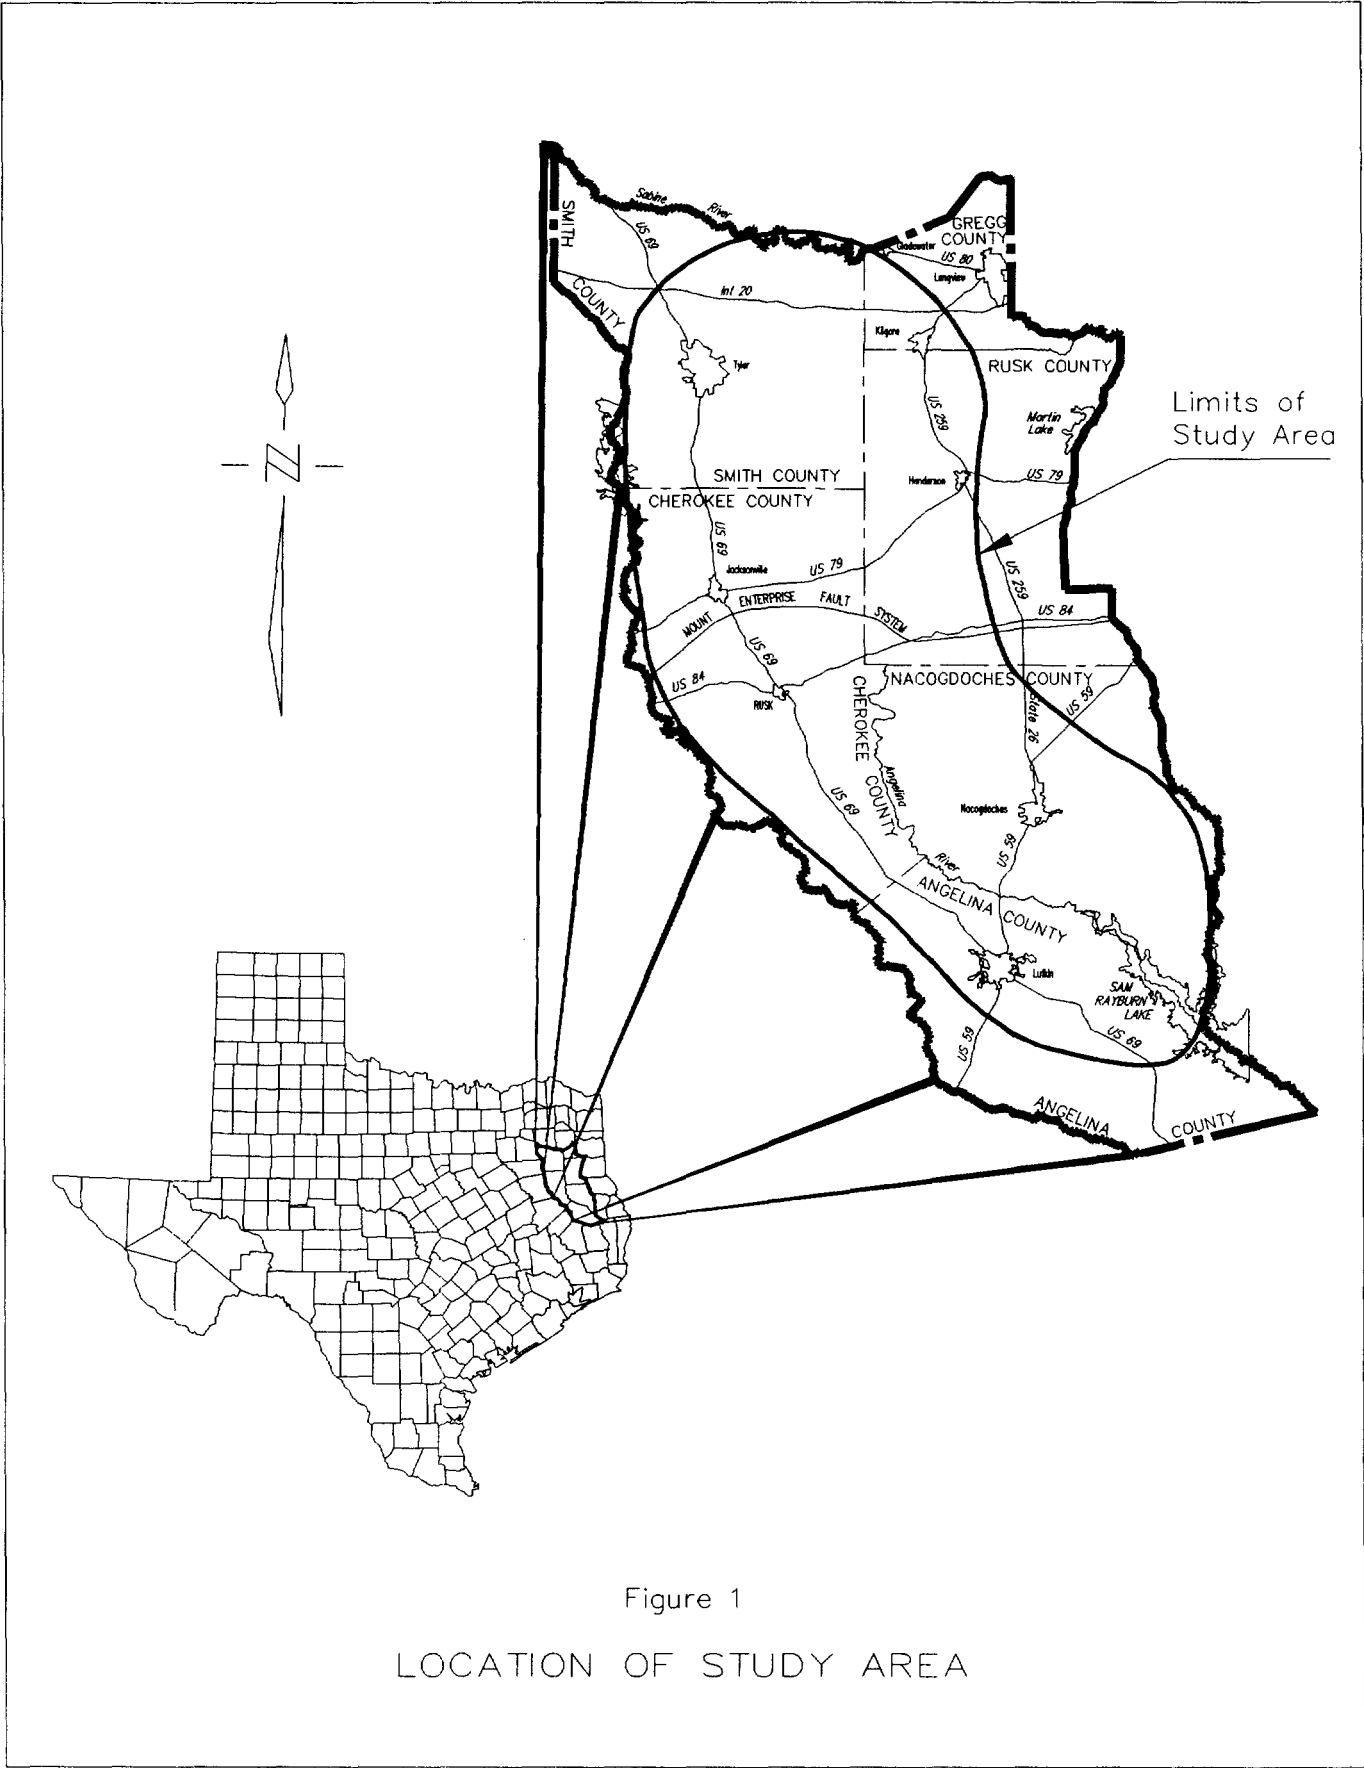 SMITH
COUNTY
Sabine
River
US 69
GREGG
COUNTY
Gladewater
US 80
Longview
Int 20
Kilgore
RUSK COUNTY
Tyler
Limits of
Study Area
US 259
Martin
Lake
N
SMITH COUNTY
CHEROKEE COUNTY
Henderson
US 79
US 69
Jacksonville
US 79
US 259
MOUNT
ENTERPRISE
FAULT
SYSTEM
US 84
US 69
US 84
RUSK
NACOGDOCHES COUNTY
CHEROKEE
COUNTY
State 26
US 59
Angelina
River
US 69
Nacogdoches
US 59
ANGELINA COUNTY
Lufkin
SAM
RAYBURN
LAKE
US 59
US 69
ANGELINA
COUNTY
Figure 1
LOCATION OF STUDY AREA